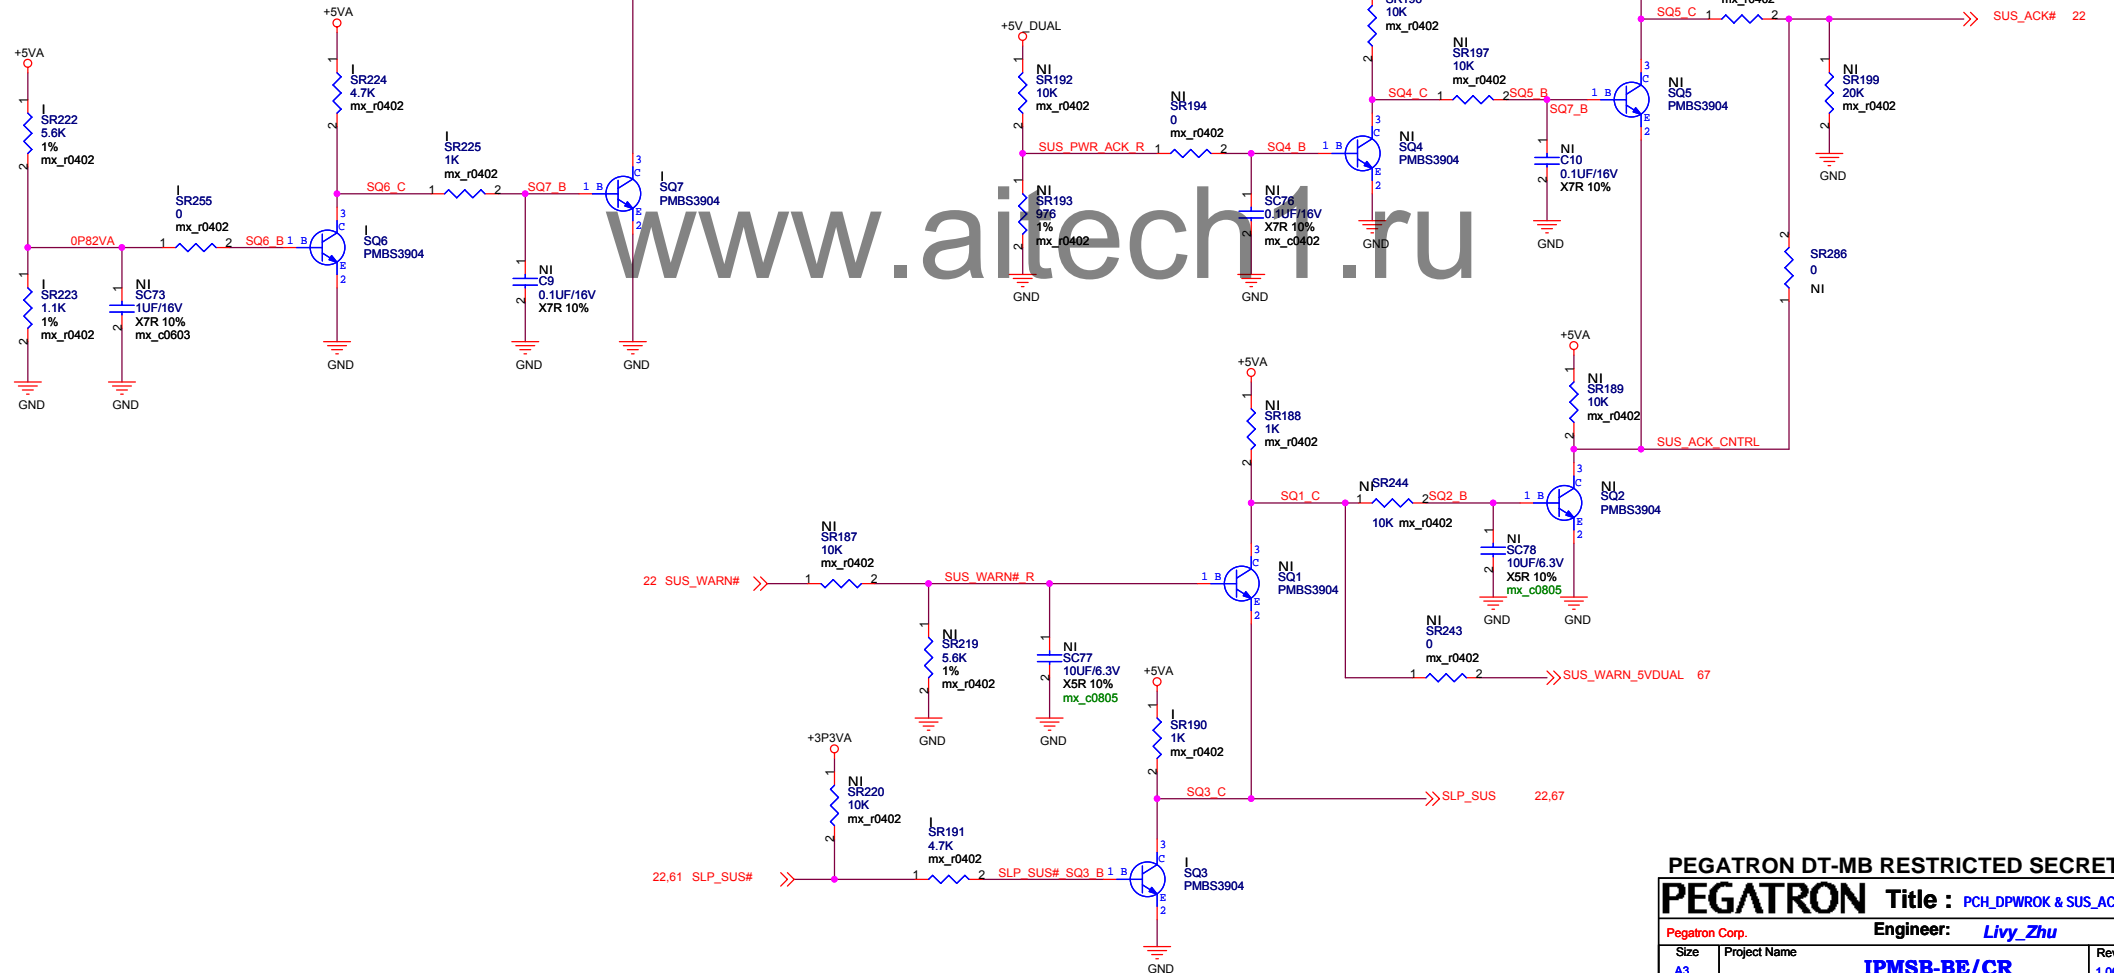 +5VA
I
SR222
5.6K
1%
mx_r0402
0P82VA
I
SR223
1.1K
1%
mx_r0402
GND
NI
SC73
1UF/16V
X7R 10%
mx_c0603
GND
I
SR255
0
mx_r0402
SQ6_B
+5VA
I
SR224
4.7K
mx_r0402
SQ6_C
I
SQ6
PMBS3904
GND
I
SR225
1K
mx_r0402
SQ7_B
NI
C9
0.1UF/16V
X7R 10%
GND
I
SQ7
PMBS3904
GND
+5V_DUAL
NI
SR192
10K
mx_r0402
SUS_PWR_ACK_R
NI
SR193
976
1%
mx_r0402
GND
NI
SR194
0
mx_r0402
SQ4_B
NI
SC76
0.1UF/16V
X7R 10%
mx_c0402
GND
10K
mx_r0402
SQ4_C
NI
SQ4
PMBS3904
GND
NI
SR197
10K
mx_r0402
SQ5_B
SQ7_B
NI
C10
0.1UF/16V
X7R 10%
GND
NI
SQ5
PMBS3904
SQ5_C
SUS_ACK# 22
NI
SR199
20K
mx_r0402
GND
SR286
0
NI
www.aitech1.ru
+5VA
NI
SR189
10K
mx_r0402
SUS_ACK_CNTRL
NI
SQ2
PMBS3904
GND
+5VA
NI
SR188
1K
mx_r0402
SQ1_C
NI
SR244
10K mx_r0402
SQ2_B
NI
SC78
10UF/6.3V
X5R 10%
mx_c0805
GND
NI
SR243
0
mx_r0402
SUS_WARN_5VDUAL 67
22 SUS_WARN#
NI
SR187
10K
mx_r0402
SUS_WARN#_R
NI
SR219
5.6K
1%
mx_r0402
GND
NI
SC77
10UF/6.3V
X5R 10%
mx_c0805
GND
NI
SQ1
PMBS3904
+5VA
I
SR190
1K
mx_r0402
SQ3_C
SLP_SUS 22,67
+3P3VA
NI
SR220
10K
mx_r0402
22,61 SLP_SUS#
I
SR191
4.7K
mx_r0402
SLP_SUS#_SQ3_B
I
SQ3
PMBS3904
GND
PEGATRON DT-MB RESTRICTED SECRET
PEGATRON Title : PCH_DPWROK & SUS_AC
Pegatron Corp. Engineer: Livy_Zhu
Size Project Name Rev
A3 IPMSB-BE/CR